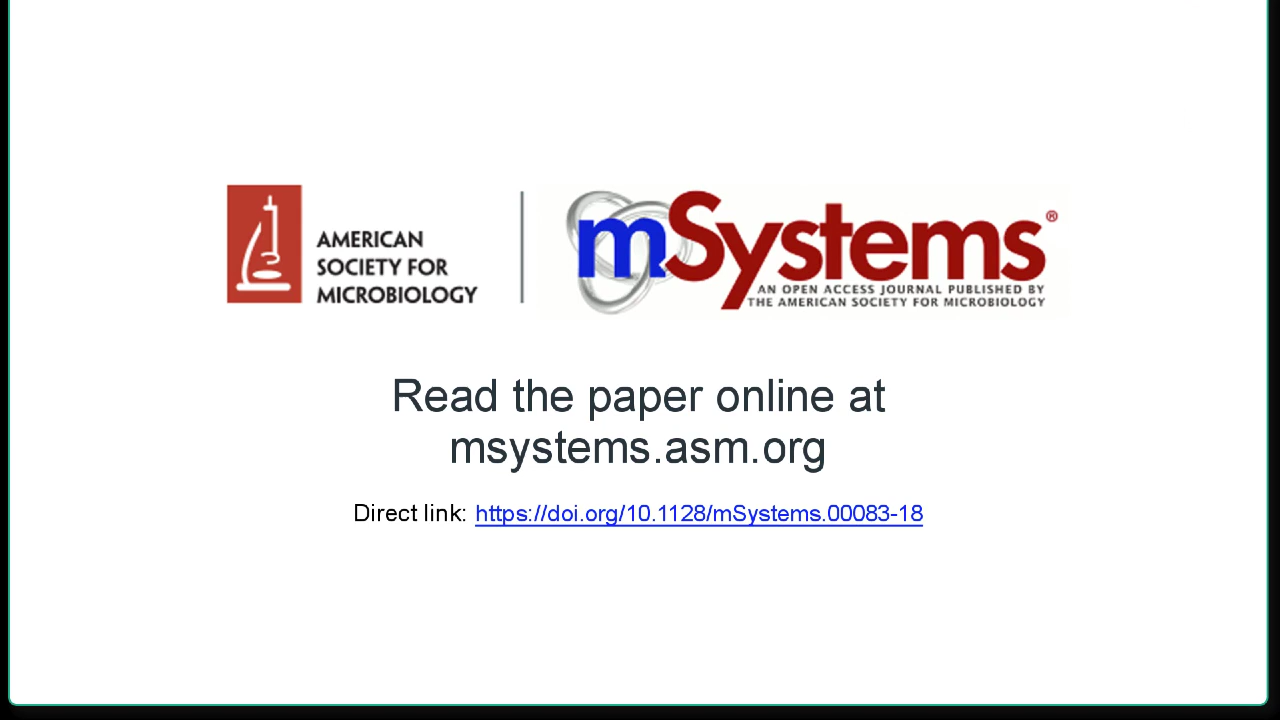 AMERICAN
SOCIETY FOR
MICROBIOLOGY
mSystems®
AN OPEN ACCESS JOURNAL PUBLISHED BY
THE AMERICAN SOCIETY FOR MICROBIOLOGY
Read the paper online at
msystems.asm.org
Direct link: https://doi.org/10.1128/mSystems.00083-18